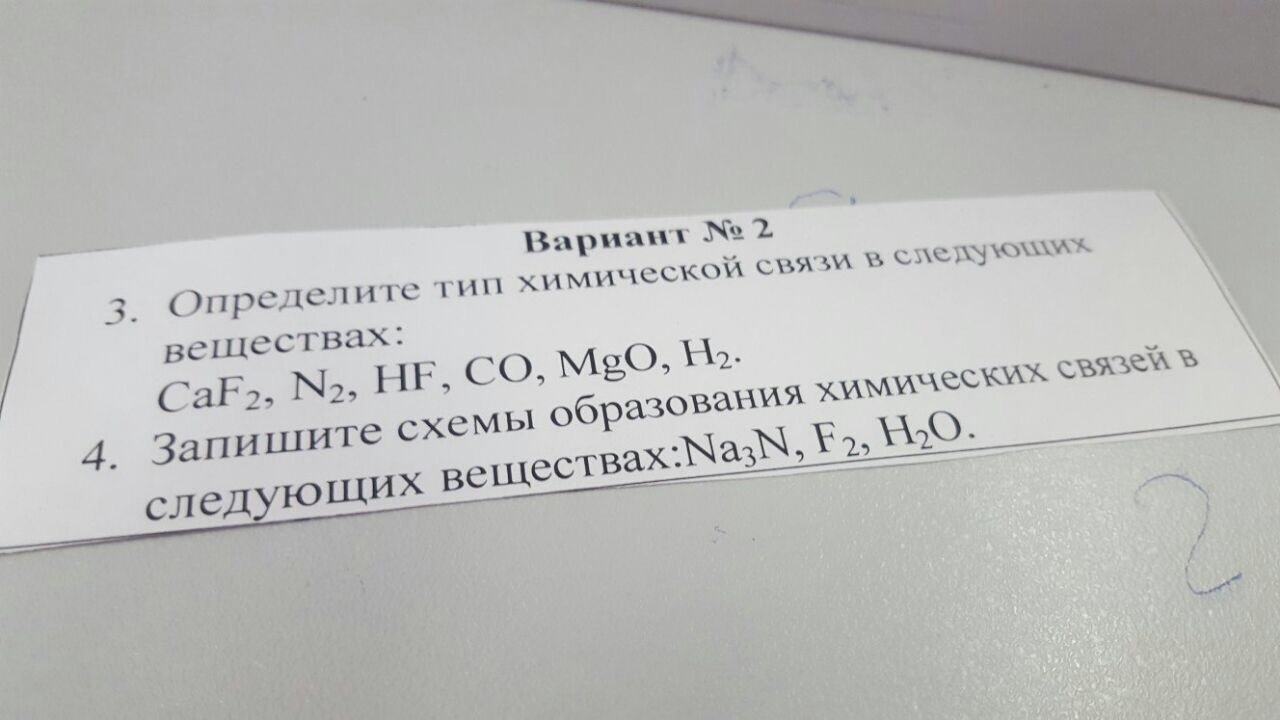 Вариант № 2
3. Определите тип химической связи в следующих
веществах:
CaF₂, N₂, HF, CO, MgO, H₂.
4. Запишите схемы образования химических связей в
следующих веществах:Na₃N, F₂, H₂O.
2